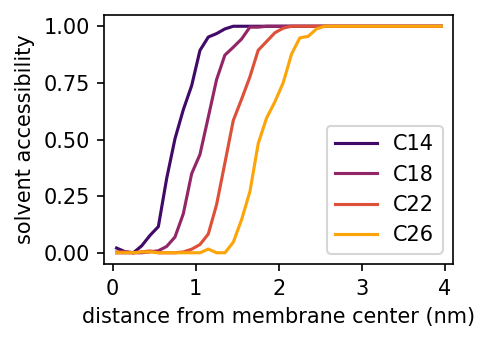 1.00
0.75
0.50
0.25
0.00
solvent accessibility
C14
C18
C22
C26
0 1 2 3 4
distance from membrane center (nm)